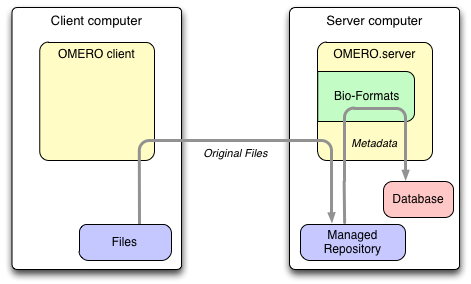 Client computer
Server computer
OMERO client
OMERO.server
Bio-Formats
Metadata
Original Files
Database
Files
Managed
Repository